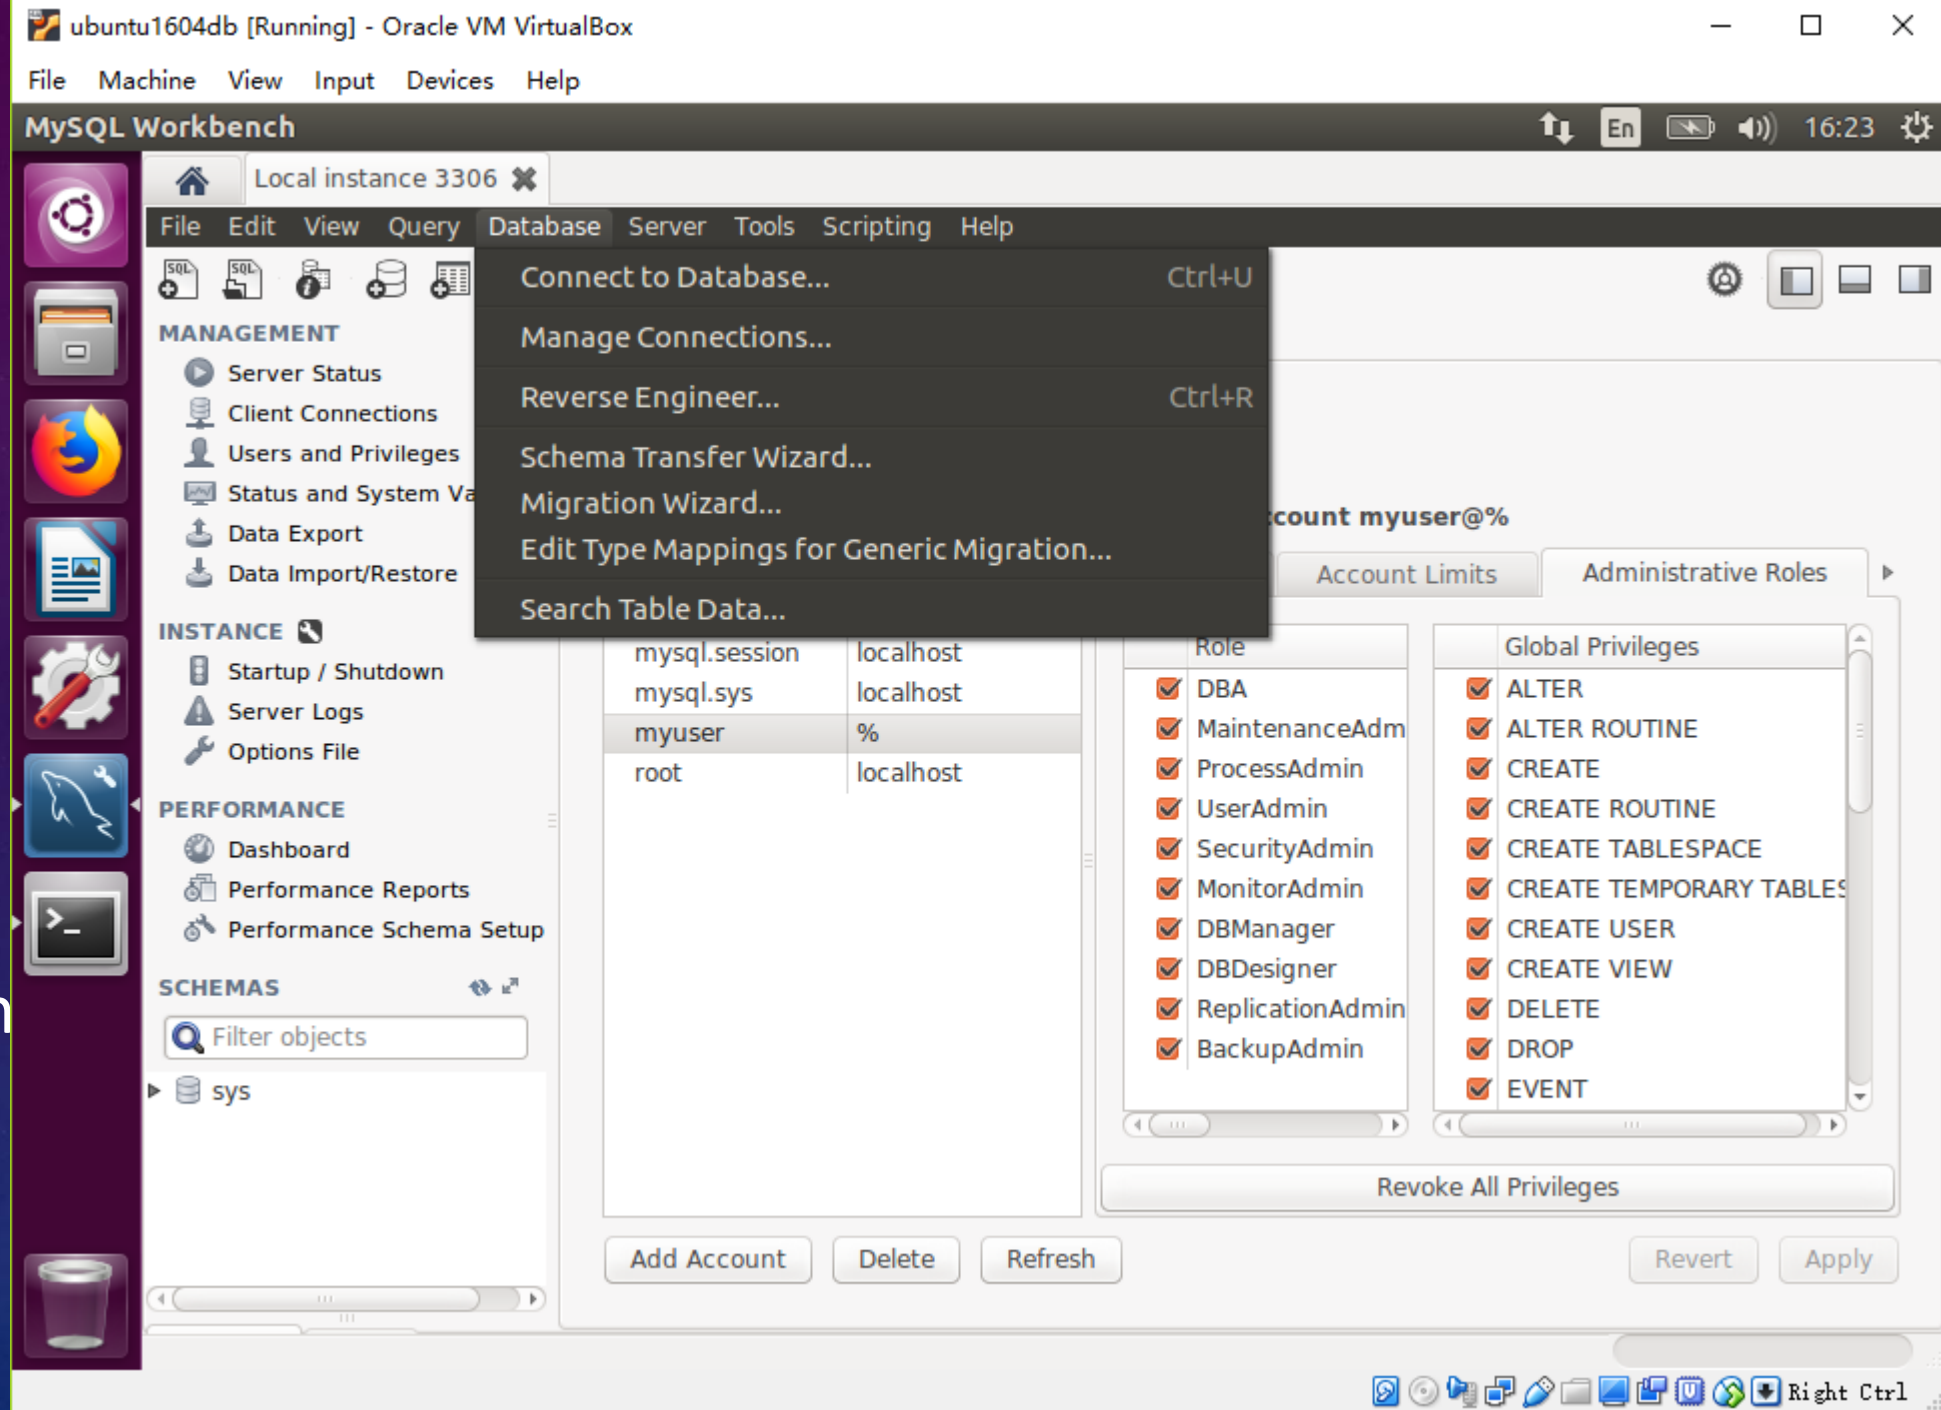 ubuntu1604db [Running] - Oracle VM VirtualBox
File Machine View Input Devices Help
MySQL Workbench
En 16:23
Local instance 3306
File Edit View Query Database Server Tools Scripting Help
Connect to Database... Ctrl+U
Manage Connections...
Reverse Engineer... Ctrl+R
Schema Transfer Wizard...
Migration Wizard...
Edit Type Mappings for Generic Migration...
Search Table Data...
MANAGEMENT
Server Status
Client Connections
Users and Privileges
Status and System Va
Data Export
Data Import/Restore
INSTANCE
Startup / Shutdown
Server Logs
Options File
PERFORMANCE
Dashboard
Performance Reports
Performance Schema Setup
SCHEMAS
Filter objects
sys
count myuser@%
Account Limits Administrative Roles
mysql.session localhost
mysql.sys localhost
myuser %
root localhost
Role
DBA
MaintenanceAdm
ProcessAdmin
UserAdmin
SecurityAdmin
MonitorAdmin
DBManager
DBDesigner
ReplicationAdmin
BackupAdmin
Global Privileges
ALTER
ALTER ROUTINE
CREATE
CREATE ROUTINE
CREATE TABLESPACE
CREATE TEMPORARY TABLES
CREATE USER
CREATE VIEW
DELETE
DROP
EVENT
Revoke All Privileges
Add Account Delete Refresh Revert Apply
Right Ctrl